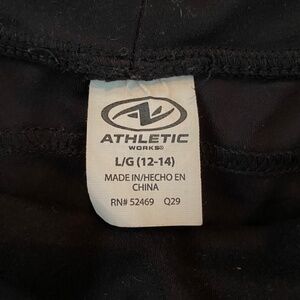 ATHLETIC
WORKS®
L/G (12-14)
MADE IN/HECHO EN
CHINA
RN# 52469 Q29